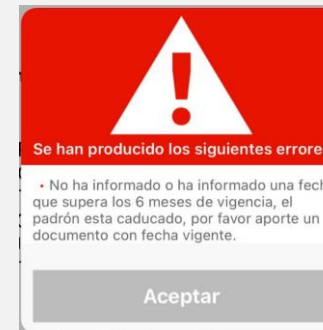 Se han producido los siguientes errore
• No ha informado o ha informado una fech
que supera los 6 meses de vigencia, el
padrón esta caducado, por favor aporte un
documento con fecha vigente.
Aceptar